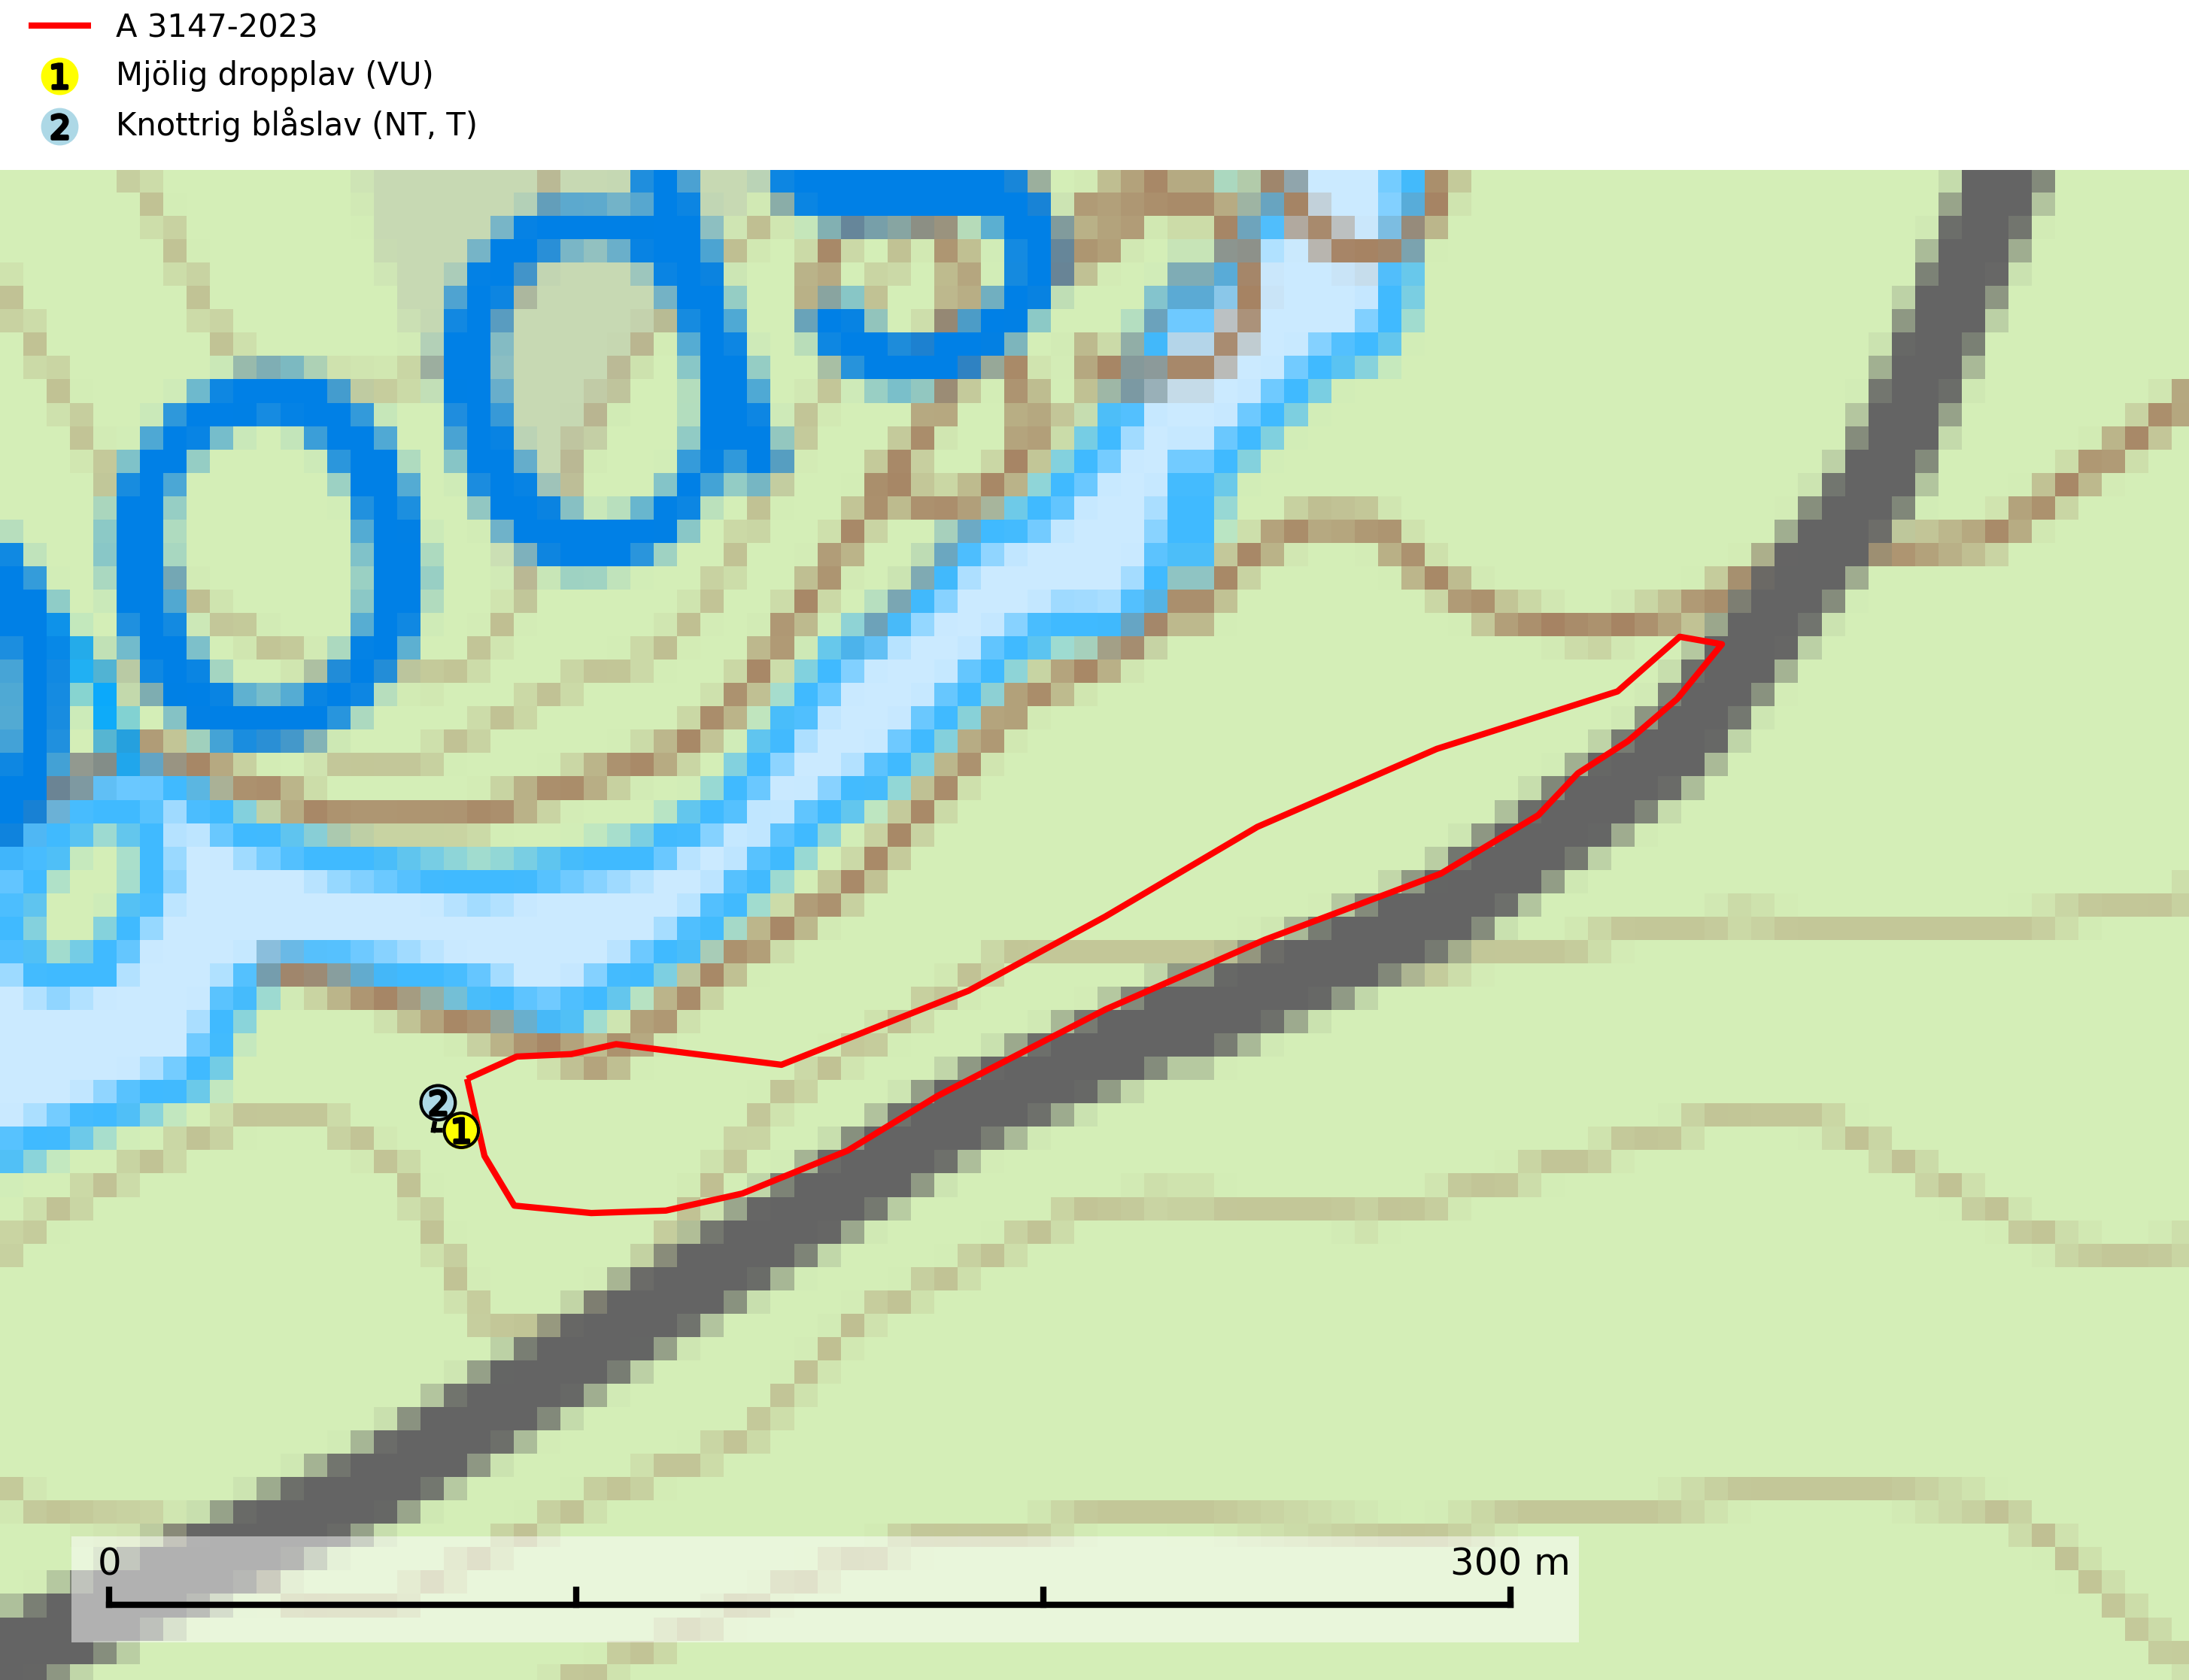 A 3147-2023
1 Mjölig dropplav (VU)
2 Knottrig blåslav (NT, T)
2
1
0 300 m